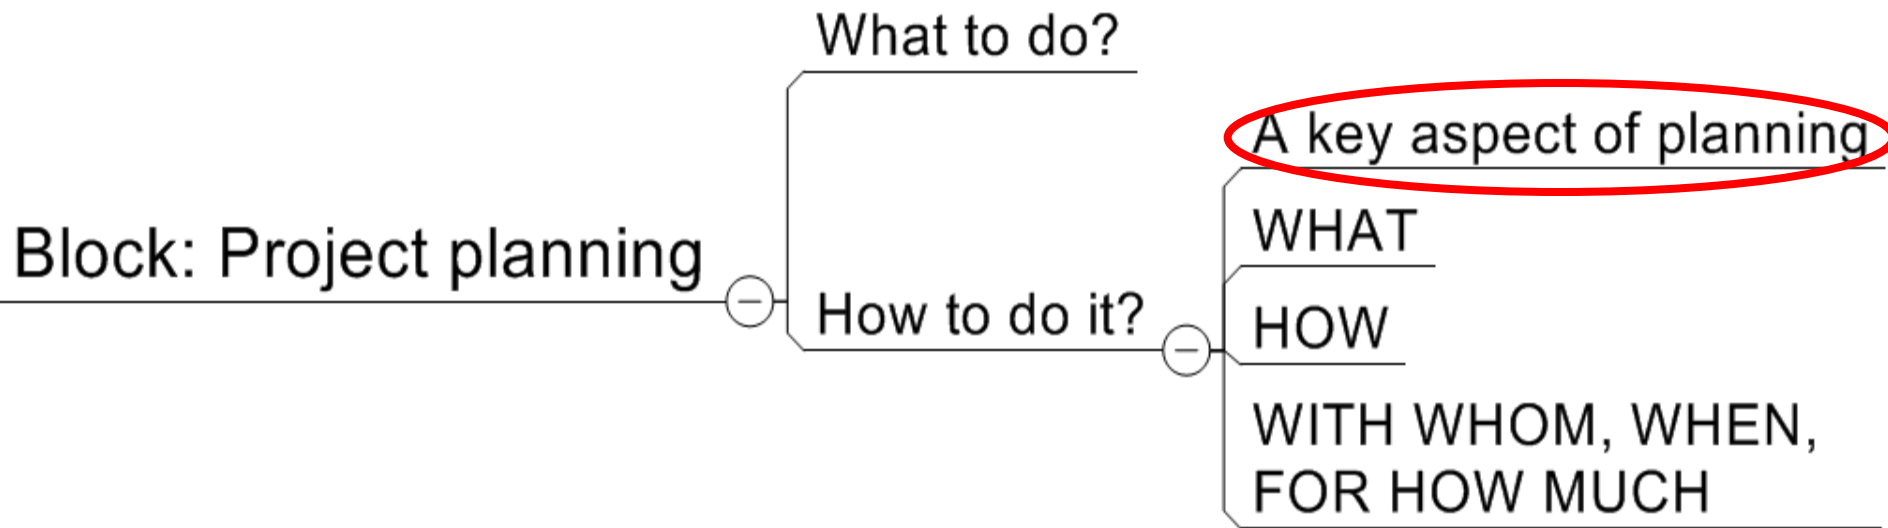 What to do?
A key aspect of planning
WHAT
Block: Project planning
How to do it?
HOW
WITH WHOM, WHEN,
FOR HOW MUCH